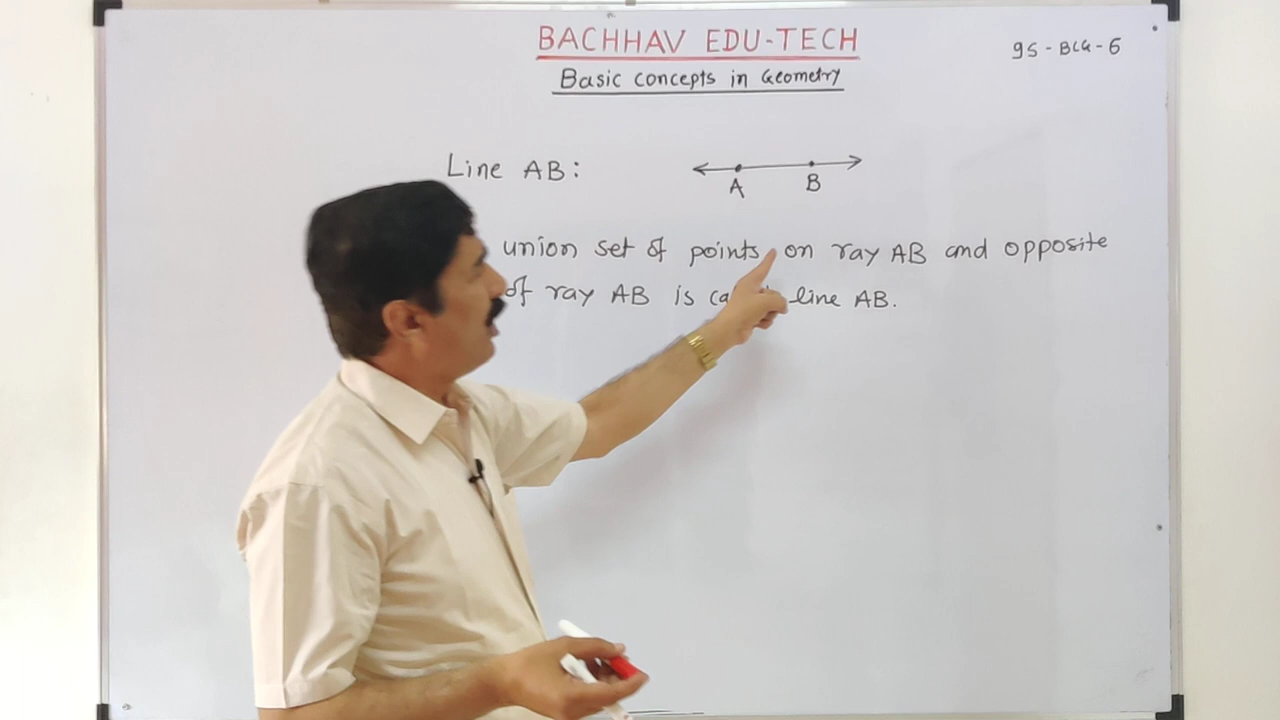 BACHHAV EDU-TECH
9S-BCG-6
Basic concepts in Geometry
Line AB:
A B
union set of points on ray AB and opposite
of ray AB is line AB.